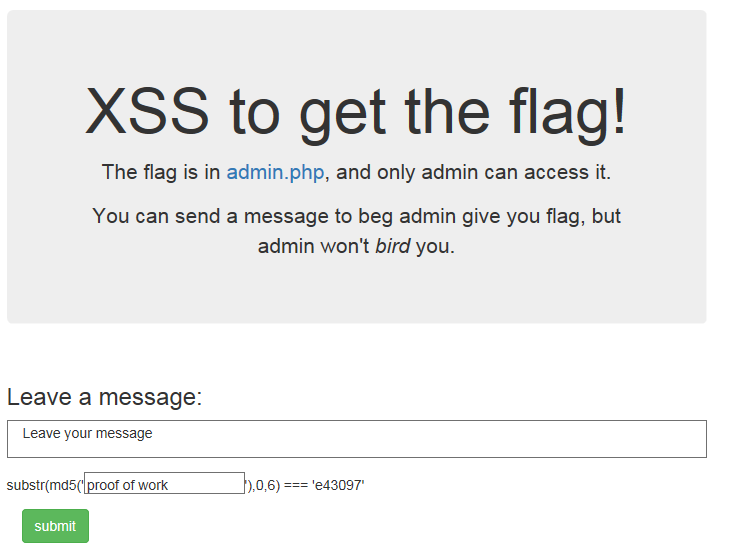 XSS to get the flag!
The flag is in admin.php, and only admin can access it.
You can send a message to beg admin give you flag, but
admin won't bird you.
Leave a message:
Leave your message
substr(md5('proof of work'),0,6) === 'e43097'
submit